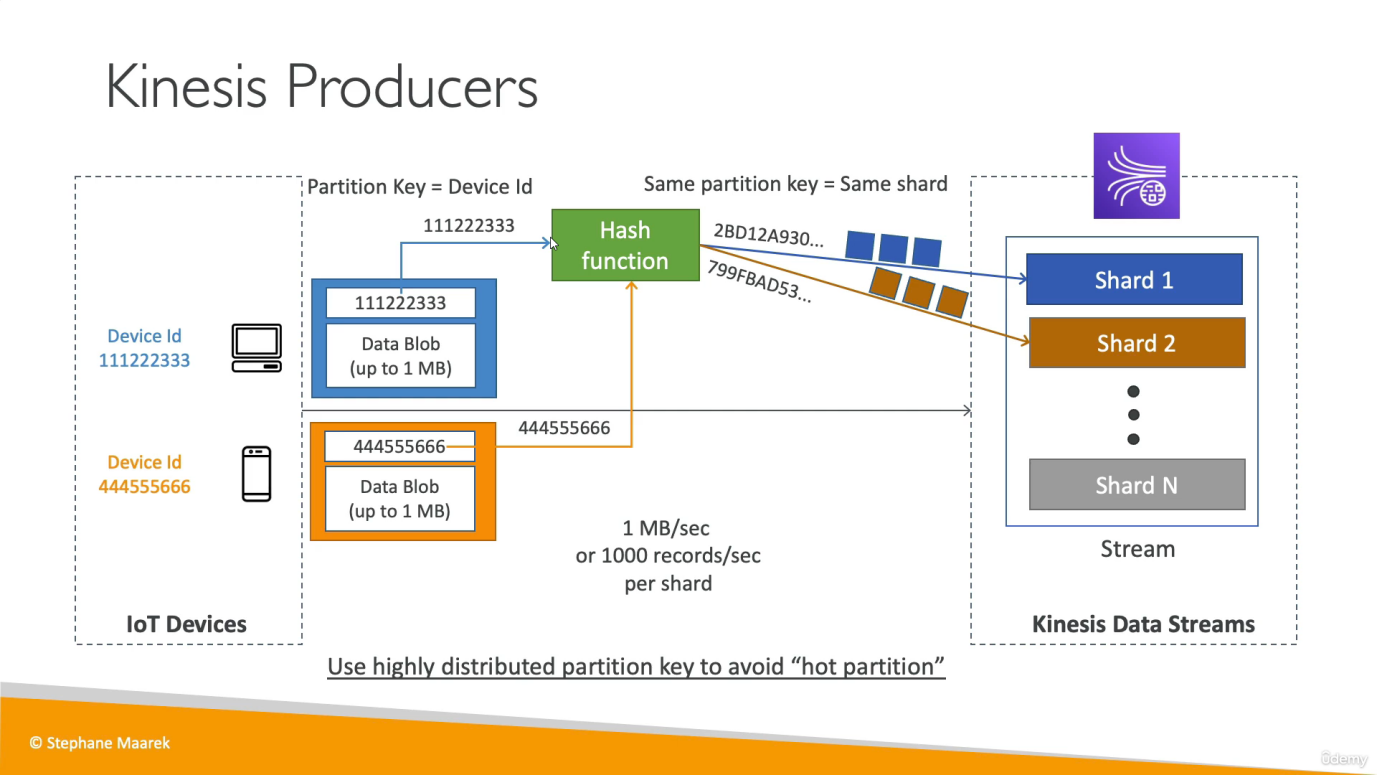 Kinesis Producers
Partition Key = Device Id
Same partition key = Same shard
111222333
Hash
function
2BD12A930...
799FBAD53...
Shard 1
Shard 2
Shard N
Stream
Device Id
111222333
111222333
Data Blob
(up to 1 MB)
444555666
Device Id
444555666
444555666
Data Blob
(up to 1 MB)
1 MB/sec
or 1000 records/sec
per shard
IoT Devices
Kinesis Data Streams
Use highly distributed partition key to avoid “hot partition”
© Stephane Maarek
ûdemy